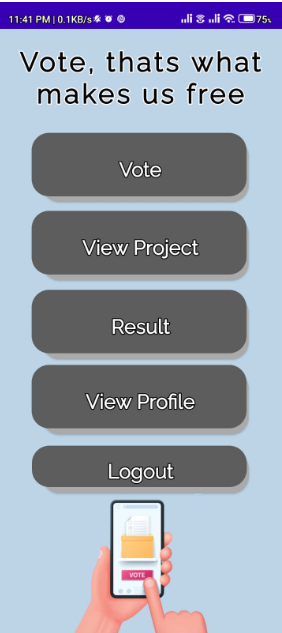 11:41 PM | 0.1KB/s 75%
Vote, thats what
makes us free
Vote
View Project
Result
View Profile
Logout
VOTE